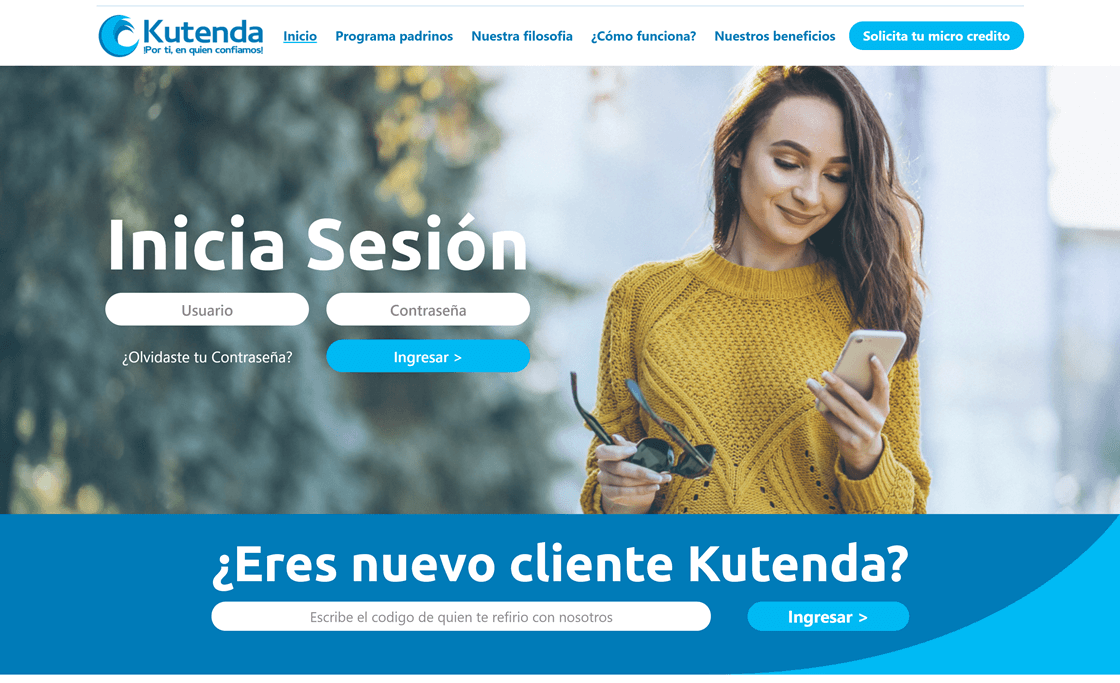 Kutenda
!Por ti, en quien confiamos!
Inicio
Programa padrinos
Nuestra filosofia
¿Cómo funciona?
Nuestros beneficios
Solicita tu micro credito
Inicia Sesión
Usuario
Contraseña
¿Olvidaste tu Contraseña?
Ingresar >
¿Eres nuevo cliente Kutenda?
Escribe el codigo de quien te refirio con nosotros
Ingresar >